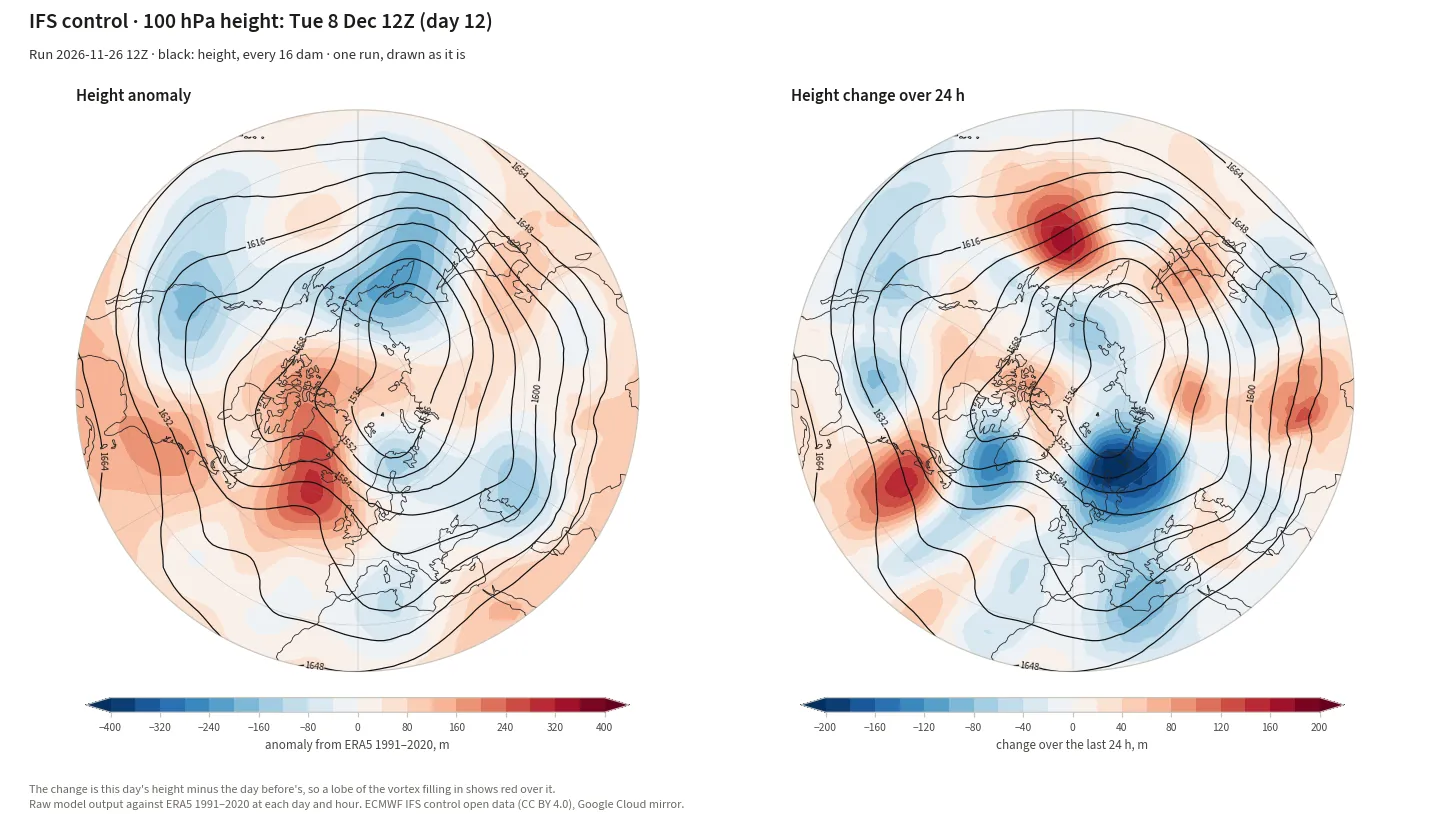 IFS control · 100 hPa height: Tue 8 Dec 12Z (day 12)
Run 2026-11-26 12Z · black: height, every 16 dam · one run, drawn as it is
Height anomaly
Height change over 24 h
1664
1648
1616
1568
1536
1600
1632
1552
1584
1664
1648
1664
1648
1616
1568
1536
1600
1632
1552
1584
1664
1648
−400 −320 −240 −160 −80 0 80 160 240 320 400
anomaly from ERA5 1991–2020, m
−200 −160 −120 −80 −40 0 40 80 120 160 200
change over the last 24 h, m
The change is this day's height minus the day before's, so a lobe of the vortex filling in shows red over it.
Raw model output against ERA5 1991–2020 at each day and hour. ECMWF IFS control open data (CC BY 4.0), Google Cloud mirror.